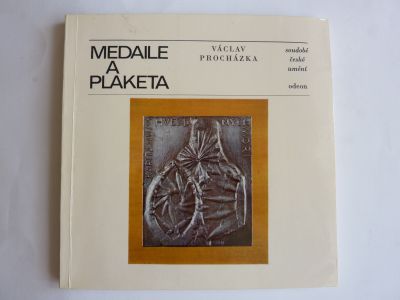 MEDAILE
A
PLAKETA
VÁCLAV
PROCHÁZKA
soudobé
české
umění
odeon